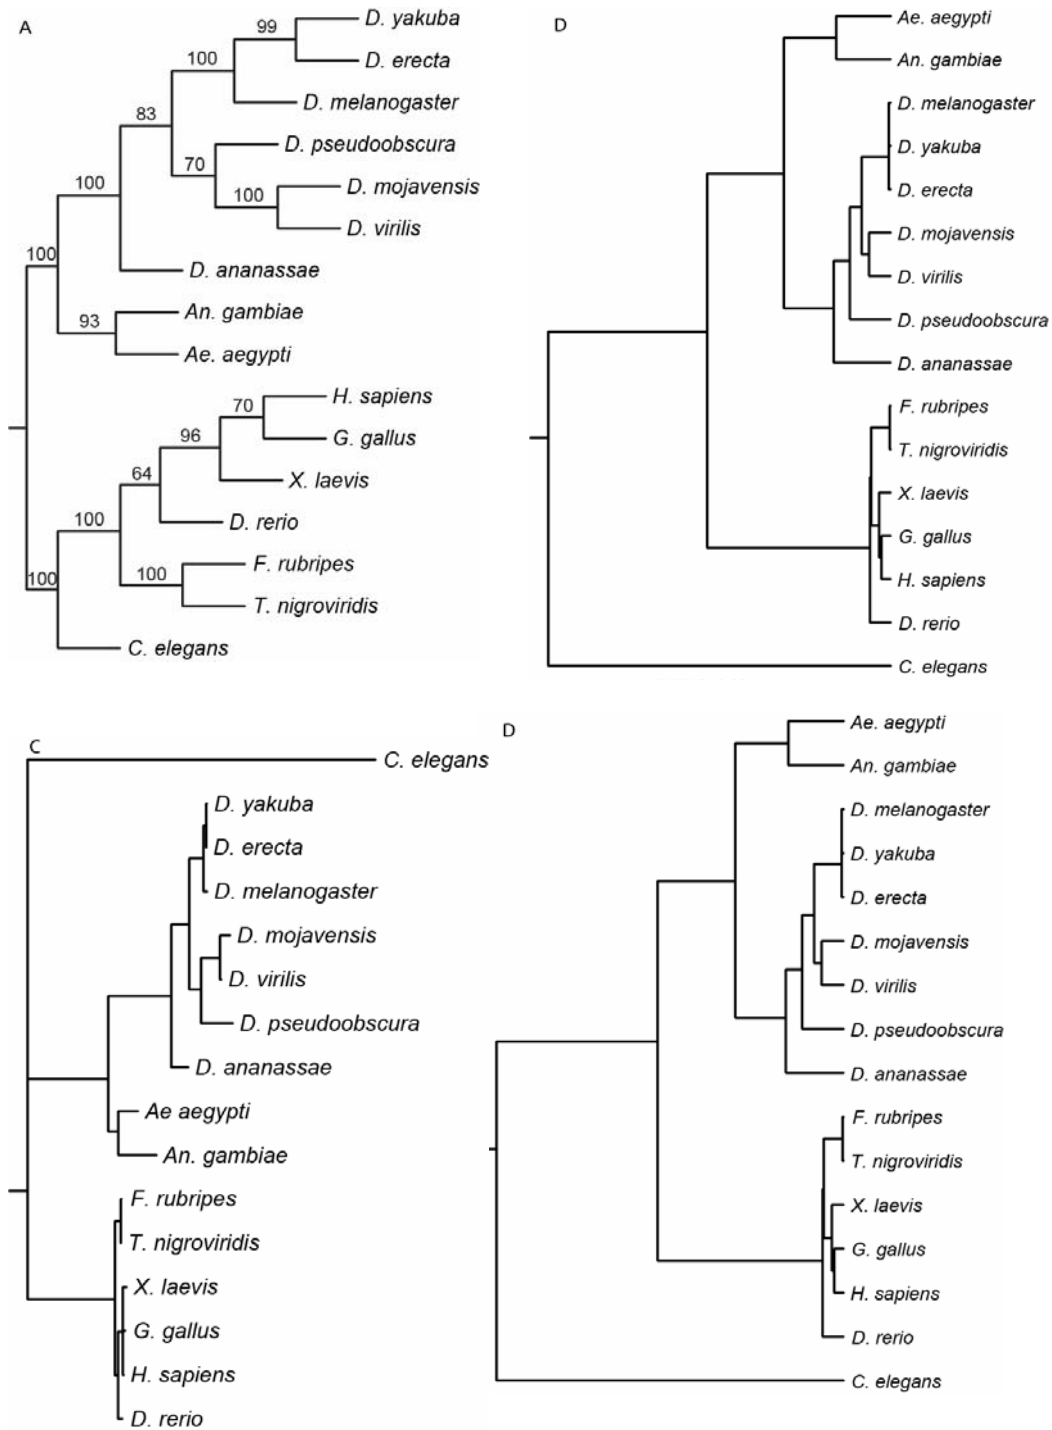 A
D. yakuba
99
D. erecta
100
D. melanogaster
83
D. pseudoobscura
70
D. mojavensis
100
D. virilis
100
D. ananassae
100
An. gambiae
93
Ae. aegypti
H. sapiens
70
G. gallus
96
X. laevis
64
D. rerio
100
F. rubripes
100
T. nigroviridis
100
C. elegans
D
Ae. aegypti
An. gambiae
D. melanogaster
D. yakuba
D. erecta
D. mojavensis
D. virilis
D. pseudoobscura
D. ananassae
F. rubripes
T. nigroviridis
X. laevis
G. gallus
H. sapiens
D. rerio
C. elegans
C
C. elegans
D. yakuba
D. erecta
D. melanogaster
D. mojavensis
D. virilis
D. pseudoobscura
D. ananassae
Ae aegypti
An. gambiae
F. rubripes
T. nigroviridis
X. laevis
G. gallus
H. sapiens
D. rerio
D
Ae. aegypti
An. gambiae
D. melanogaster
D. yakuba
D. erecta
D. mojavensis
D. virilis
D. pseudoobscura
D. ananassae
F. rubripes
T. nigroviridis
X. laevis
G. gallus
H. sapiens
D. rerio
C. elegans